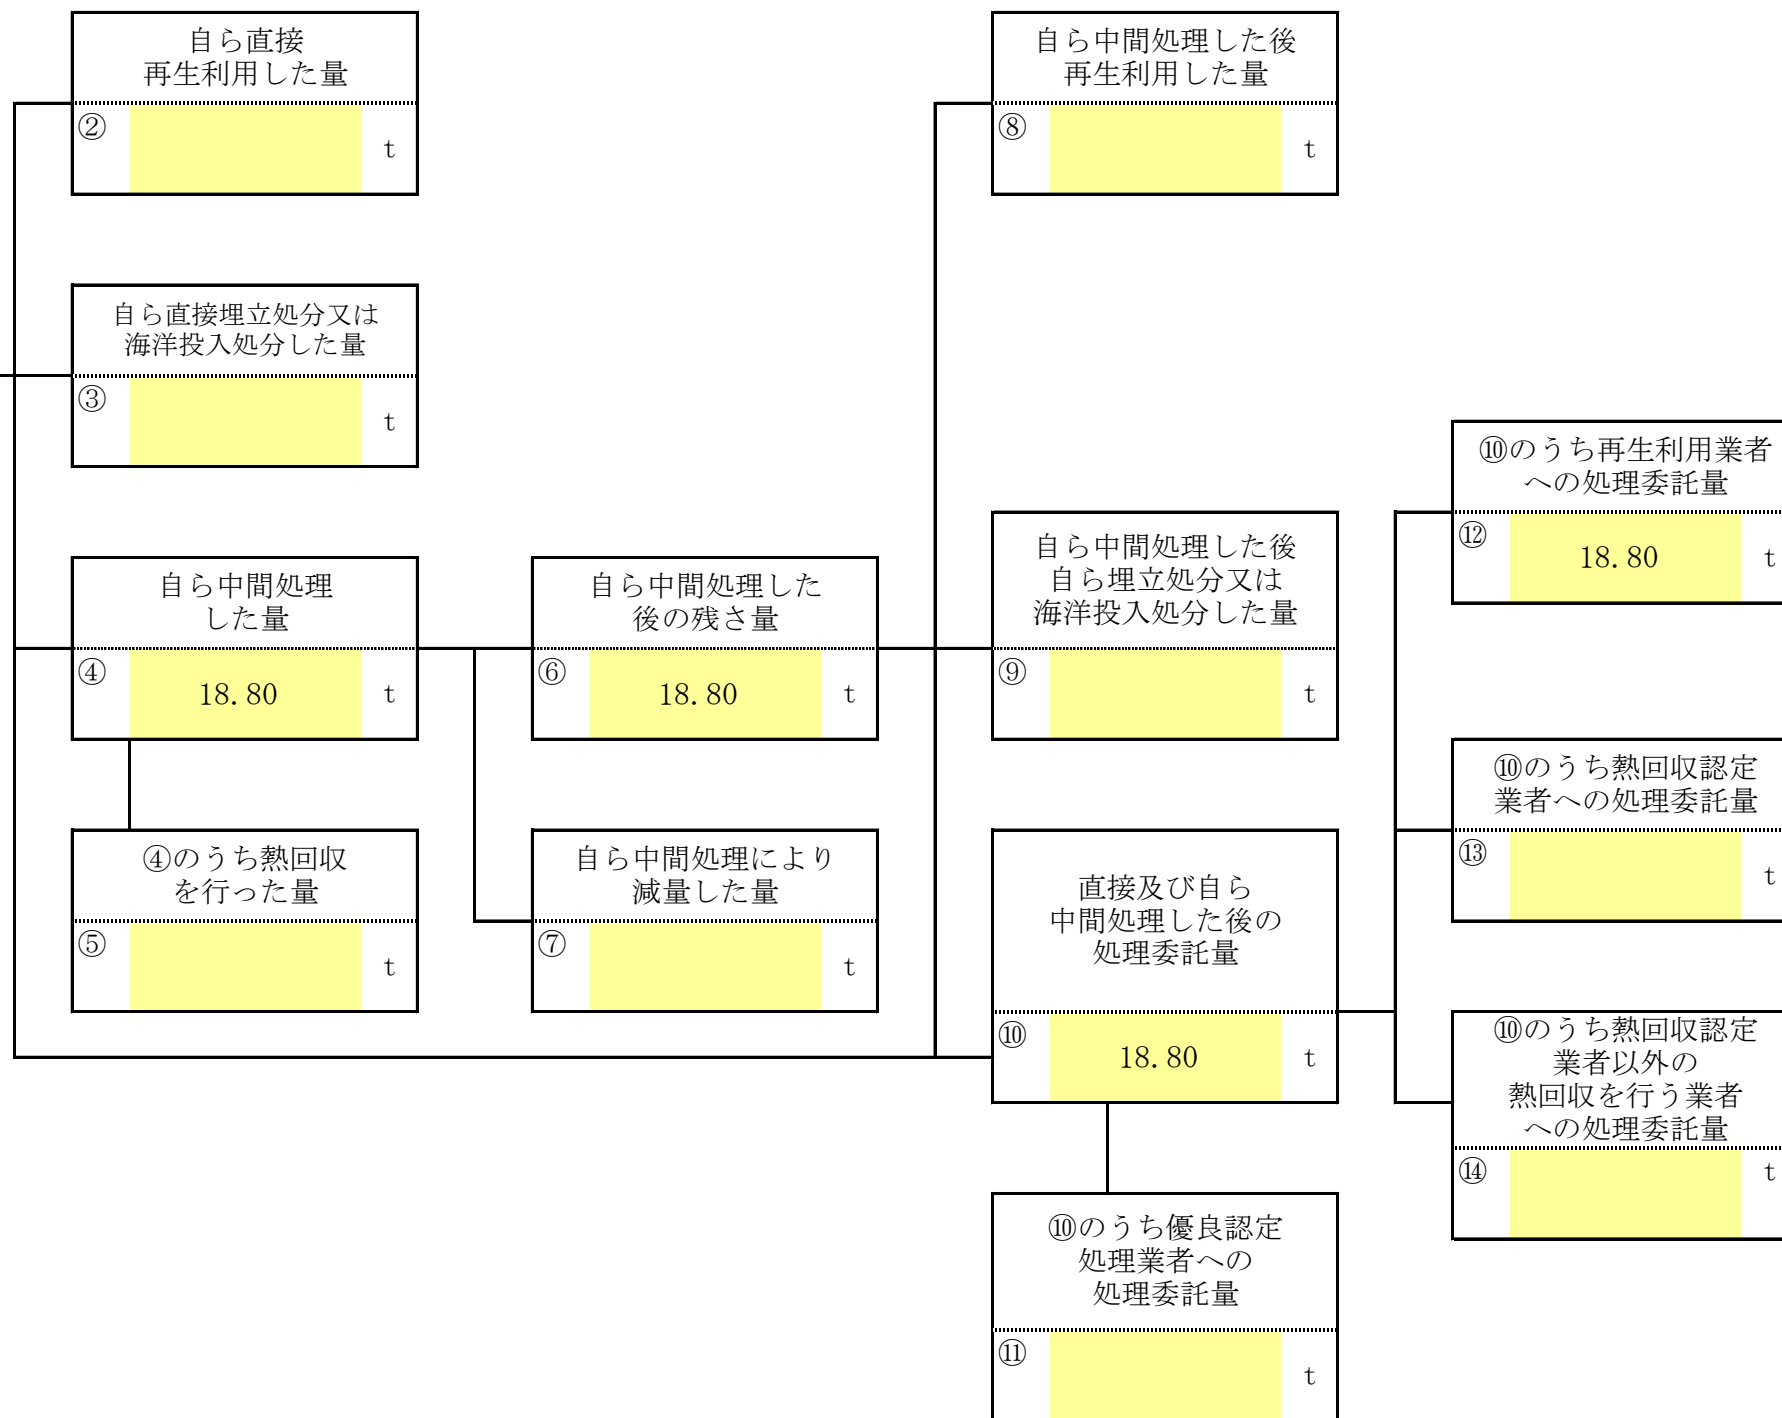 自ら直接
再生利用した量
②
t
自ら直接埋立処分又は
海洋投入処分した量
③
t
自ら中間処理
した量
④
18.80
t
④のうち熱回収
を行った量
⑤
t
自ら中間処理した
後の残さ量
⑥
18.80
t
自ら中間処理により
減量した量
⑦
t
自ら中間処理した後
再生利用した量
⑧
t
自ら中間処理した後
自ら埋立処分又は
海洋投入処分した量
⑨
t
直接及び自ら
中間処理した後の
処理委託量
⑩
18.80
t
⑩のうち優良認定
処理業者への
処理委託量
⑪
t
⑩のうち再生利用業者
への処理委託量
⑫
18.80
t
⑩のうち熱回収認定
業者への処理委託量
⑬
t
⑩のうち熱回収認定
業者以外の
熱回収を行う業者
への処理委託量
⑭
t